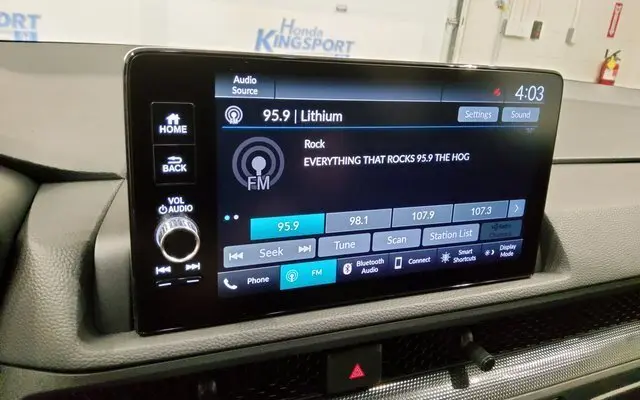 Honda
KINGSPORT
Audio
Source
4:03
95.9 | Lithium
Settings
Sound
HOME
BACK
VOL
AUDIO
Rock
EVERYTHING THAT ROCKS 95.9 THE HOG
FM
95.9
98.1
107.9
107.3
Seek
Tune
Scan
Station List
Phone
FM
Bluetooth
Audio
Connect
Smart
Shortcuts
Display
Mode